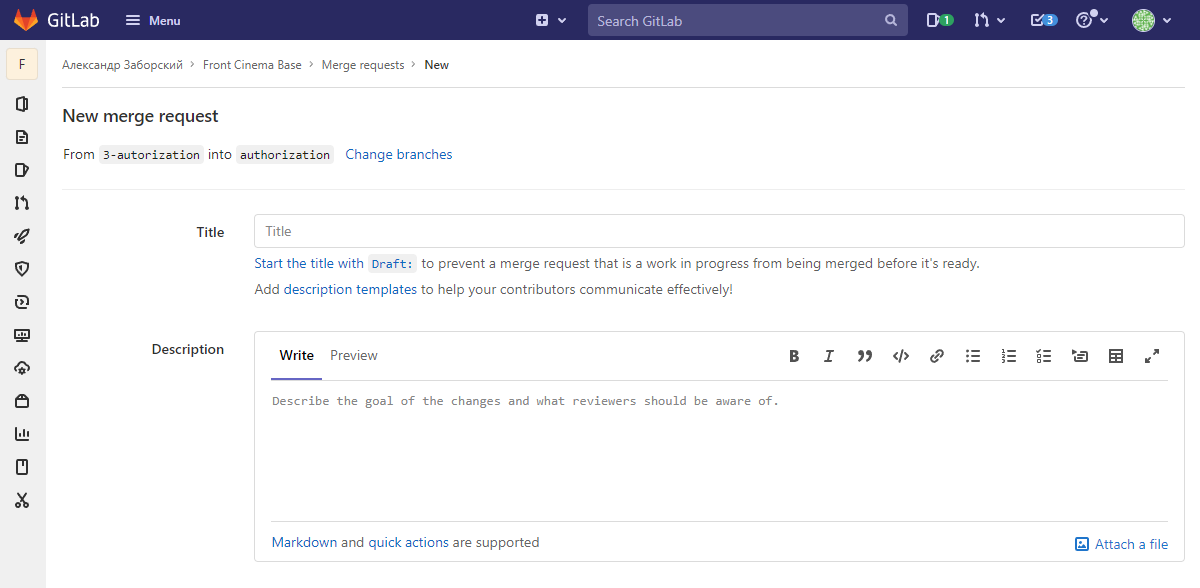 GitLab Menu Search GitLab 1 3
F Александр Заборский › Front Cinema Base › Merge requests › New
New merge request
From 3-autorization into authorization Change branches
Title Title
Start the title with Draft: to prevent a merge request that is a work in progress from being merged before it's ready.
Add description templates to help your contributors communicate effectively!
Description Write Preview
Describe the goal of the changes and what reviewers should be aware of.
Markdown and quick actions are supported Attach a file